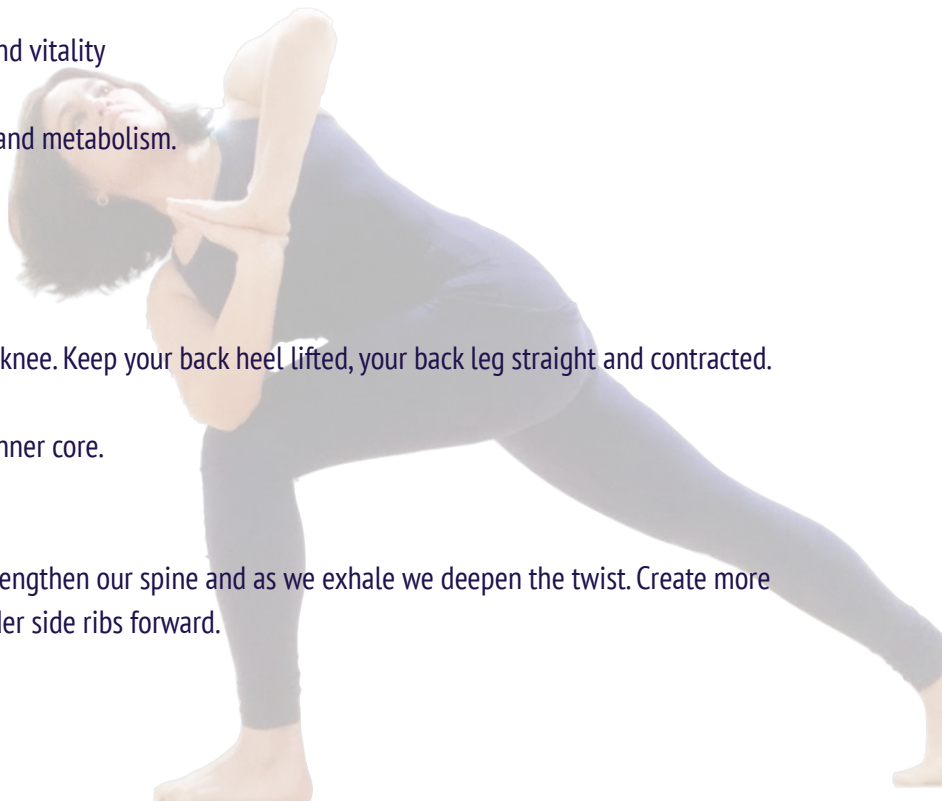 nd vitality
and metabolism.
knee. Keep your back heel lifted, your back leg straight and contracted.
nner core.
engthen our spine and as we exhale we deepen the twist. Create more
der side ribs forward.